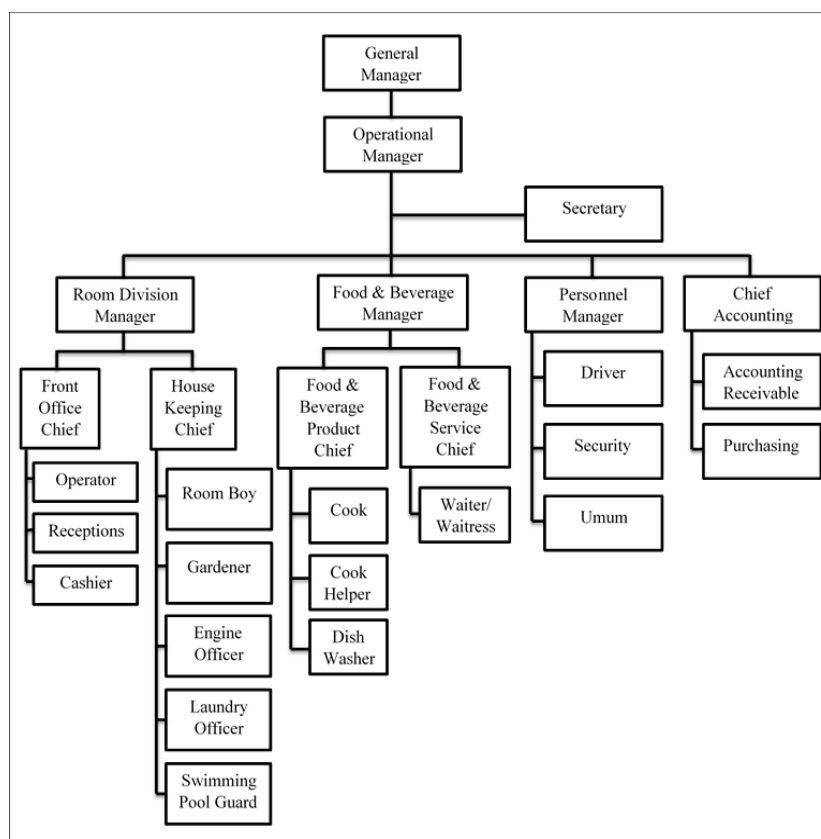 General
Manager
Operational
Manager
Secretary
Room Division
Manager
Food & Beverage
Manager
Personnel
Manager
Chief
Accounting
Front
Office
Chief
House
Keeping
Chief
Food &
Beverage
Product
Chief
Food &
Beverage
Service
Chief
Driver
Accounting
Receivable
Operator
Receptions
Cashier
Room Boy
Gardener
Engine
Officer
Laundry
Officer
Swimming
Pool Guard
Cook
Cook
Helper
Dish
Washer
Waiter/
Waitress
Security
Umum
Purchasing